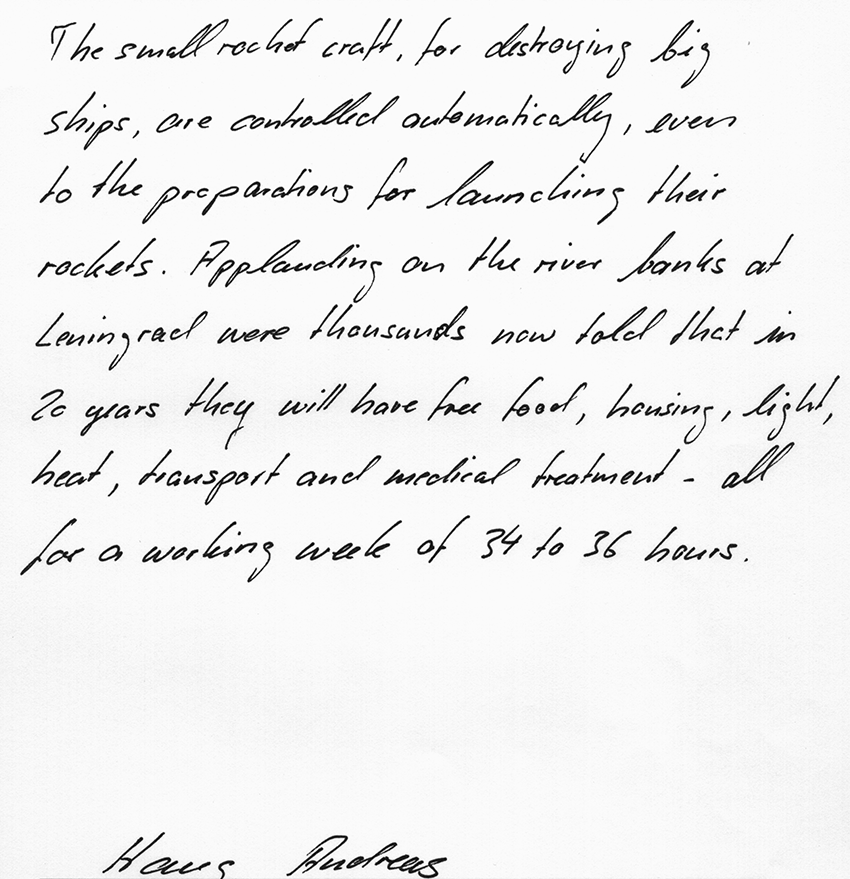 The small rocket craft, for destroying big
ships, are controlled automatically, even
to the preparations for launching their
rockets. Applauding on the river banks at
Leningrad were thousands now told that in
20 years they will have free food, housing, light,
heat, transport and medical treatment - all
for a working week of 34 to 36 hours.
Haug Andreas